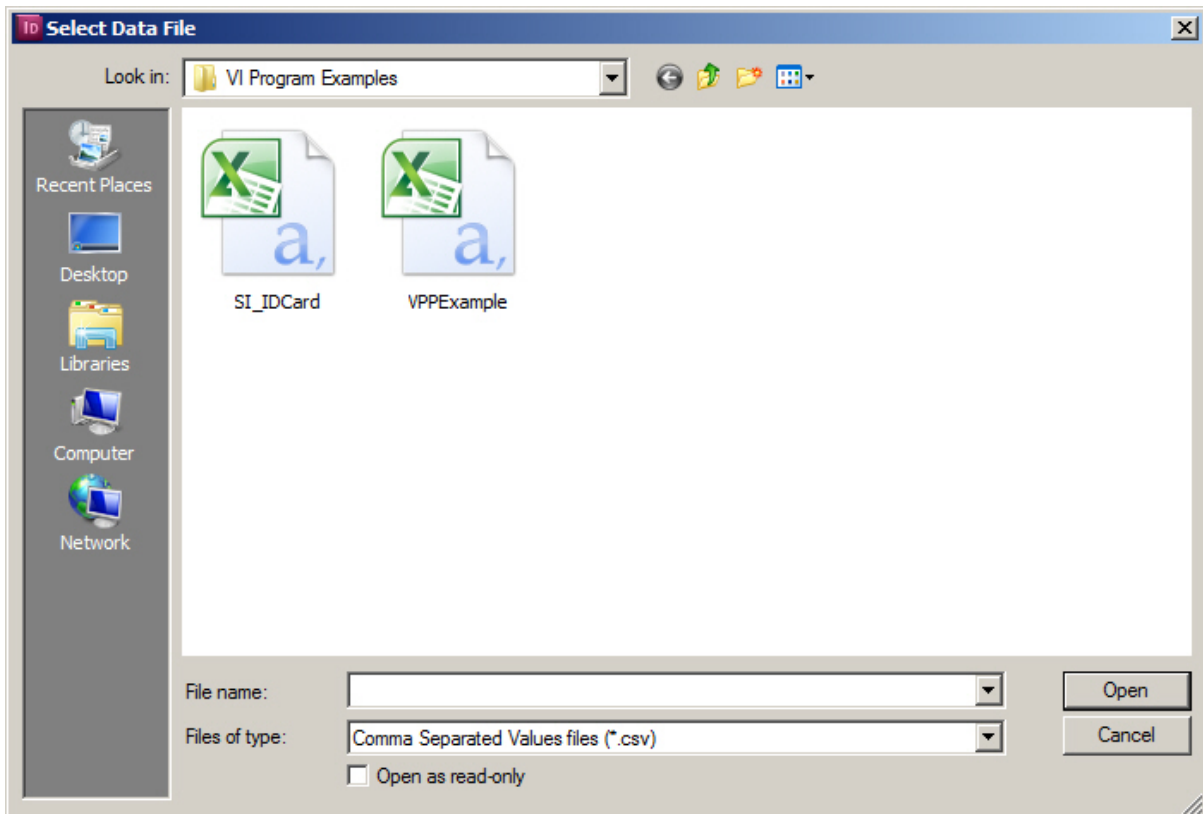 ID Select Data File
Look in: VI Program Examples
Recent Places
Desktop
Libraries
Computer
Network
a, a,
SI_IDCard VPPExample
File name: Open
Files of type: Comma Separated Values files (*.csv) Cancel
Open as read-only